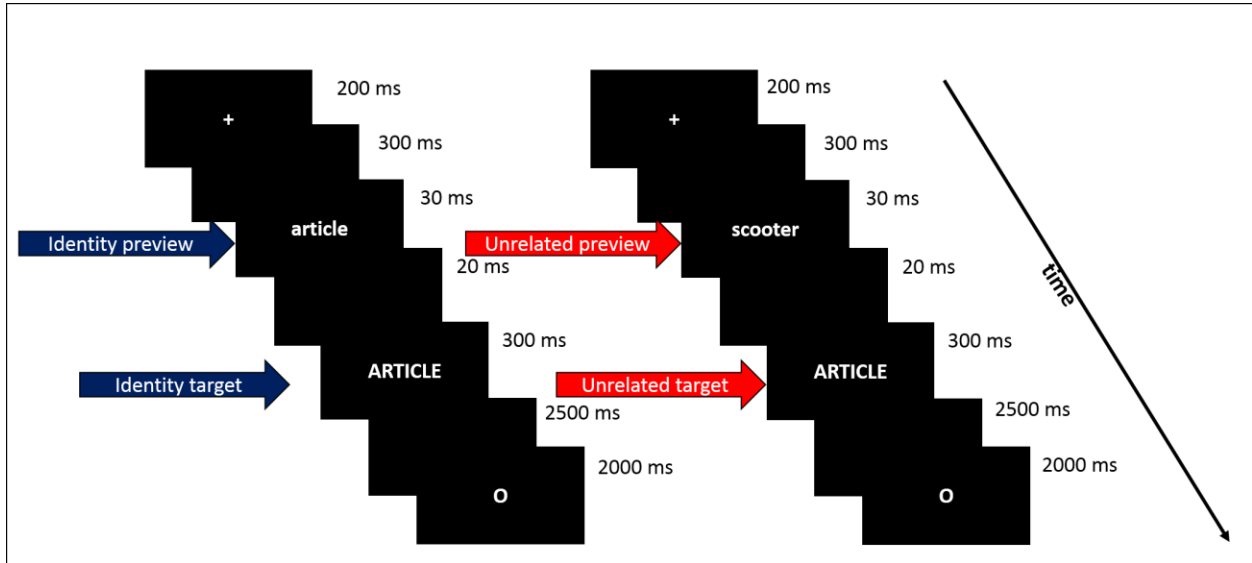 200 ms
+
300 ms
30 ms
article
Identity preview
20 ms
300 ms
ARTICLE
Identity target
2500 ms
2000 ms
O
200 ms
+
300 ms
30 ms
scooter
Unrelated preview
20 ms
300 ms
ARTICLE
Unrelated target
2500 ms
2000 ms
O
time